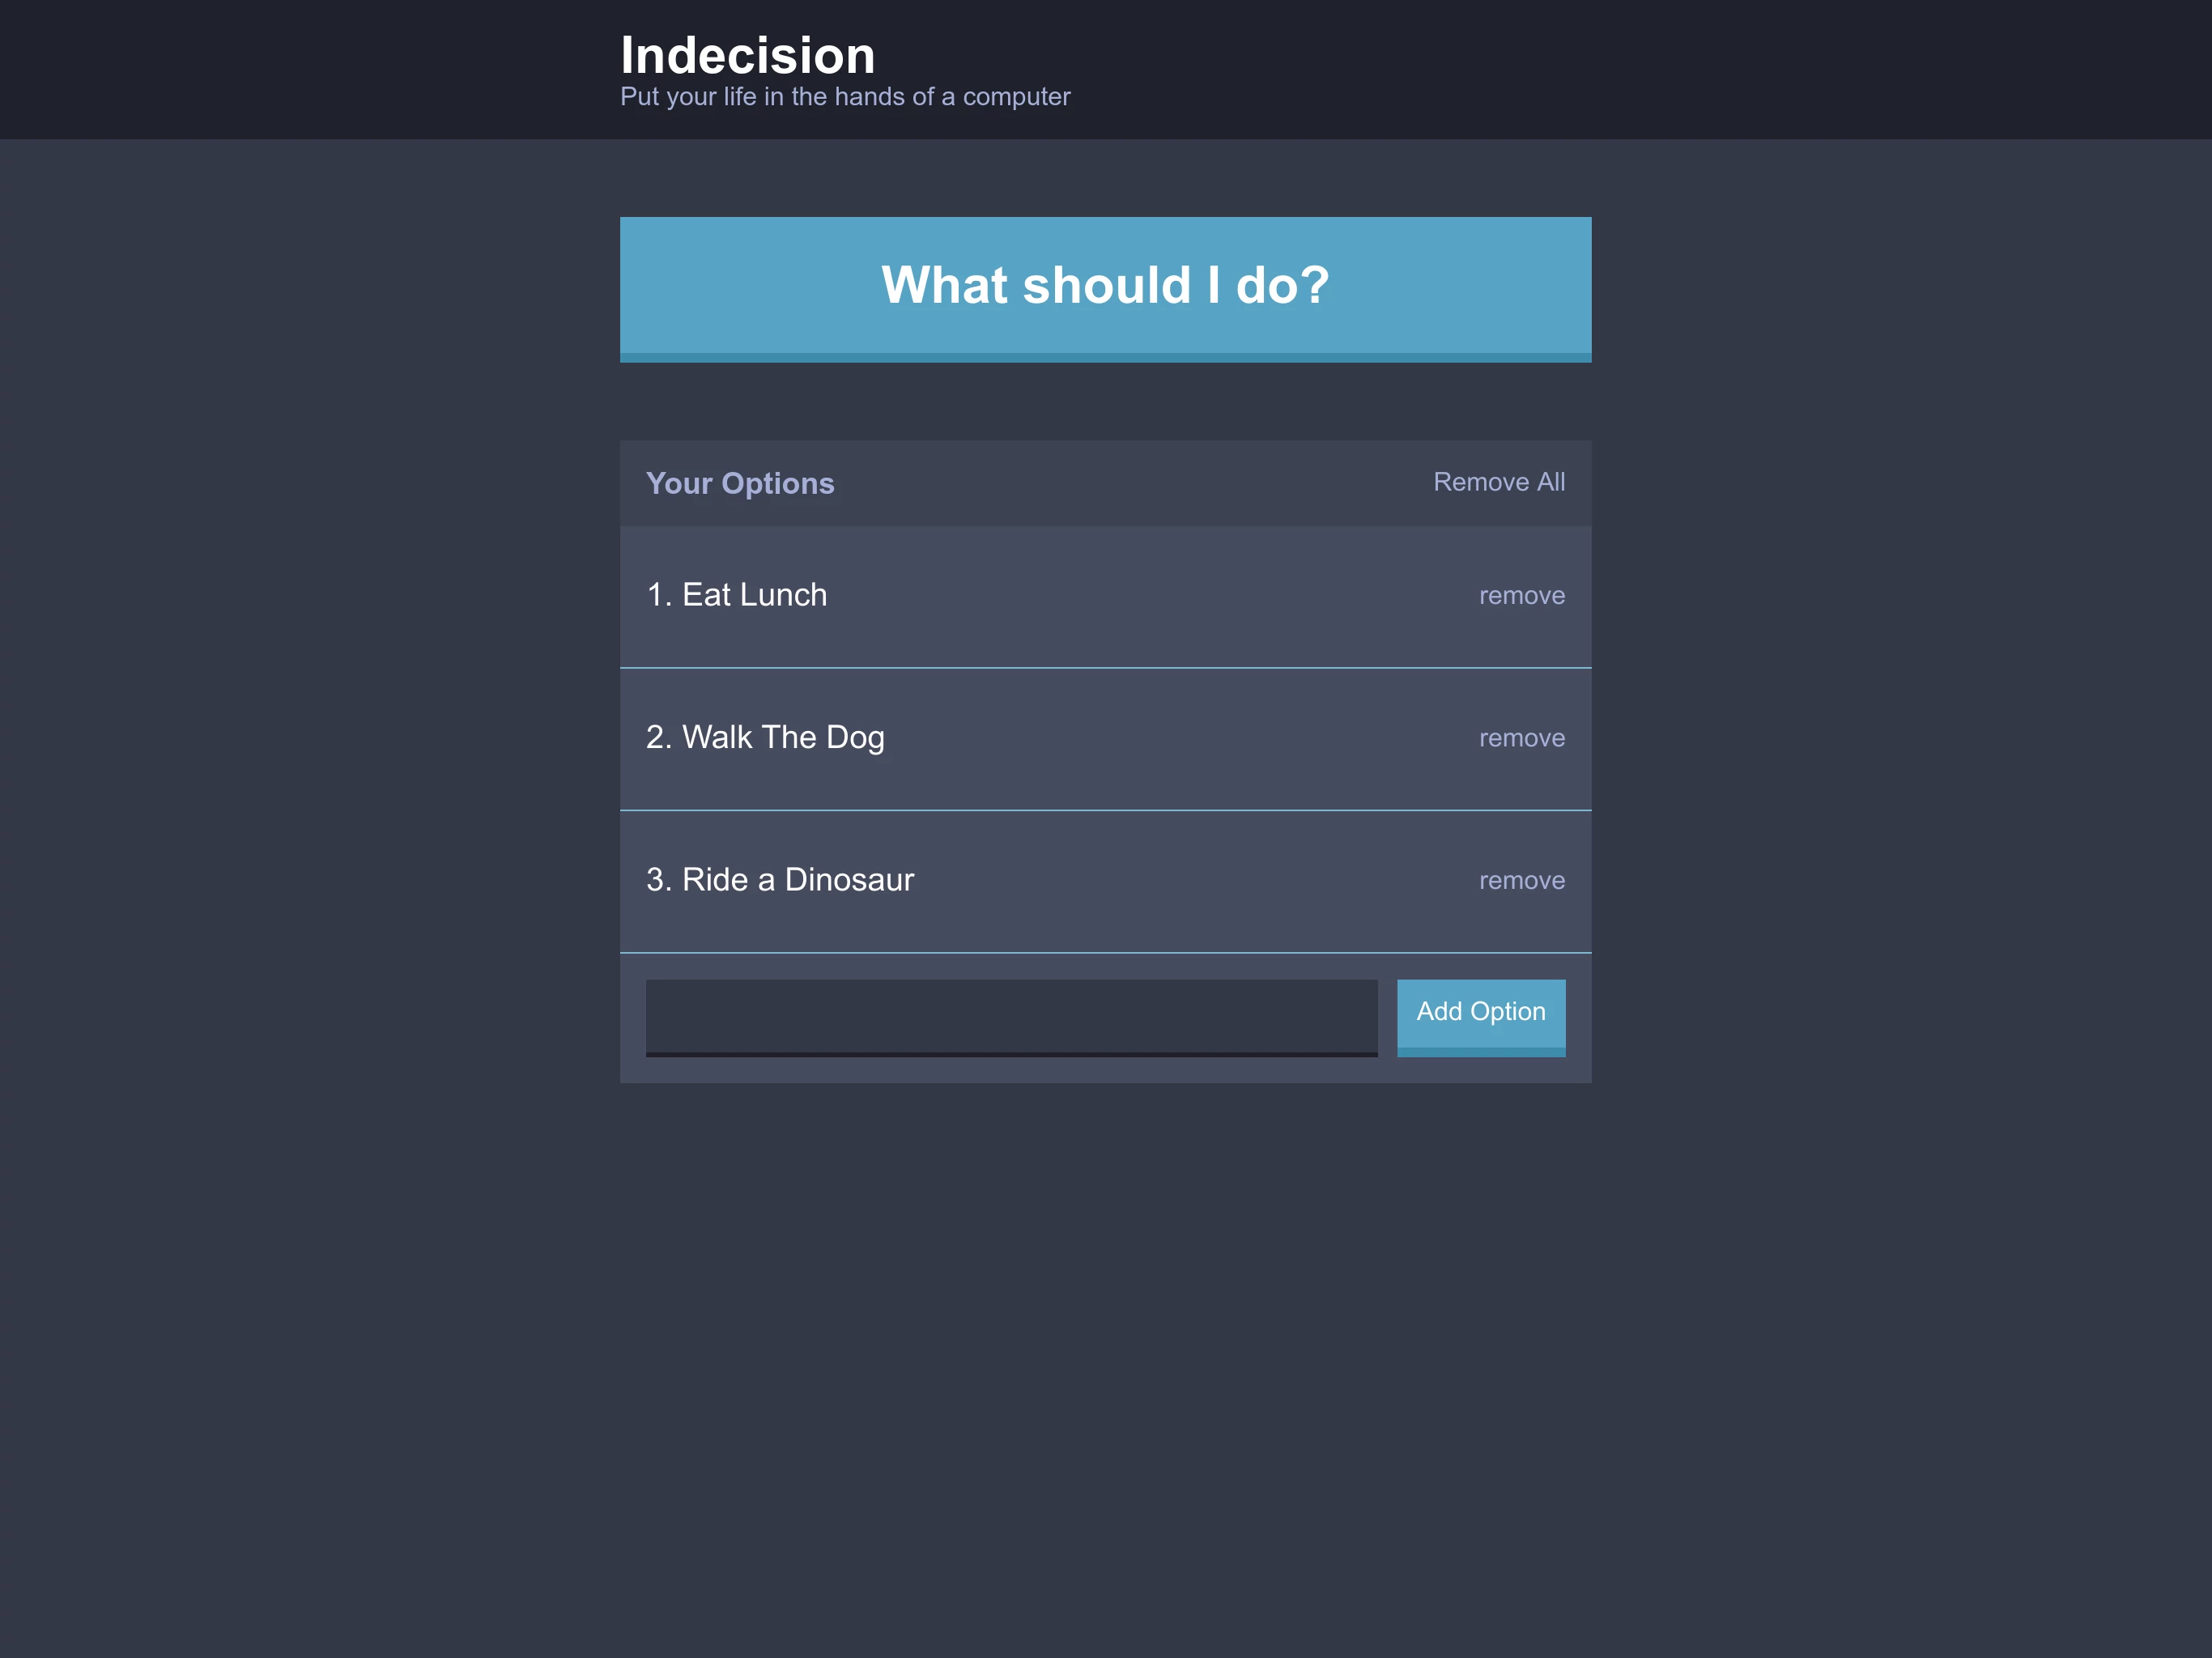 Indecision
Put your life in the hands of a computer
What should I do?
Your Options
Remove All
1. Eat Lunch
remove
2. Walk The Dog
remove
3. Ride a Dinosaur
remove
Add Option